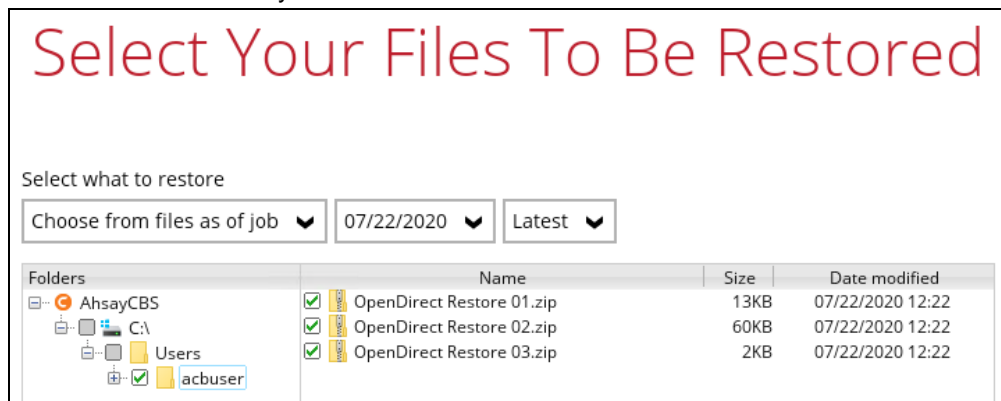 Select Your Files To Be Restored
Select what to restore
Choose from files as of job 07/22/2020 Latest
Folders Name Size Date modified
AhsayCBS OpenDirect Restore 01.zip 13KB 07/22/2020 12:22
C:\ OpenDirect Restore 02.zip 60KB 07/22/2020 12:22
Users OpenDirect Restore 03.zip 2KB 07/22/2020 12:22
acbuser